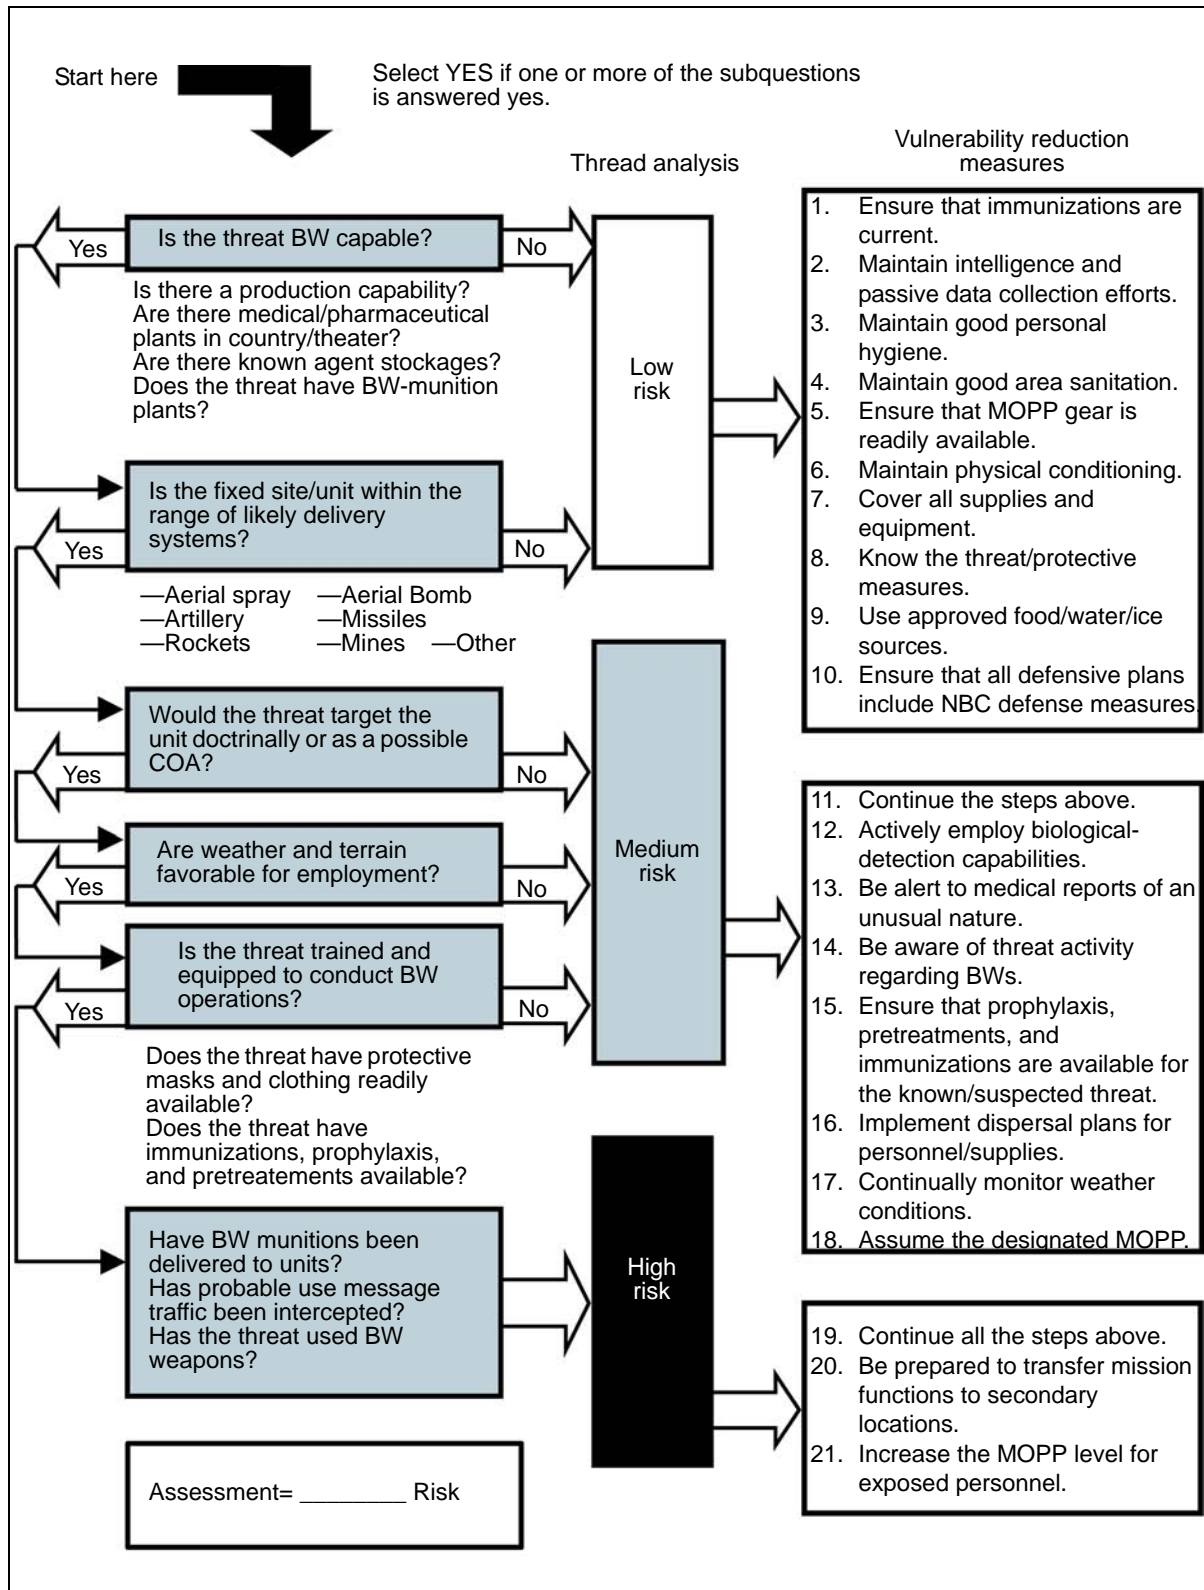 Start here
Select YES if one or more of the subquestions
is answered yes.
Thread analysis
Vulnerability reduction
measures
Yes
Is the threat BW capable?
No
Is there a production capability?
Are there medical/pharmaceutical
plants in country/theater?
Are there known agent stockages?
Does the threat have BW-munition
plants?
Yes
Is the fixed site/unit within the
range of likely delivery
systems?
No
—Aerial spray —Aerial Bomb
—Artillery —Missiles
—Rockets —Mines —Other
Low
risk
1. Ensure that immunizations are
current.
2. Maintain intelligence and
passive data collection efforts.
3. Maintain good personal
hygiene.
4. Maintain good area sanitation.
5. Ensure that MOPP gear is
readily available.
6. Maintain physical conditioning.
7. Cover all supplies and
equipment.
8. Know the threat/protective
measures.
9. Use approved food/water/ice
sources.
10. Ensure that all defensive plans
include NBC defense measures.
Yes
Would the threat target the
unit doctrinally or as a possible
COA?
No
Yes
Are weather and terrain
favorable for employment?
No
Yes
Is the threat trained and
equipped to conduct BW
operations?
No
Does the threat have protective
masks and clothing readily
available?
Does the threat have
immunizations, prophylaxis,
and pretreatements available?
Medium
risk
11. Continue the steps above.
12. Actively employ biological-
detection capabilities.
13. Be alert to medical reports of an
unusual nature.
14. Be aware of threat activity
regarding BWs.
15. Ensure that prophylaxis,
pretreatments, and
immunizations are available for
the known/suspected threat.
16. Implement dispersal plans for
personnel/supplies.
17. Continually monitor weather
conditions.
18. Assume the designated MOPP.
Have BW munitions been
delivered to units?
Has probable use message
traffic been intercepted?
Has the threat used BW
weapons?
High
risk
19. Continue all the steps above.
20. Be prepared to transfer mission
functions to secondary
locations.
21. Increase the MOPP level for
exposed personnel.
Assessment= ________ Risk